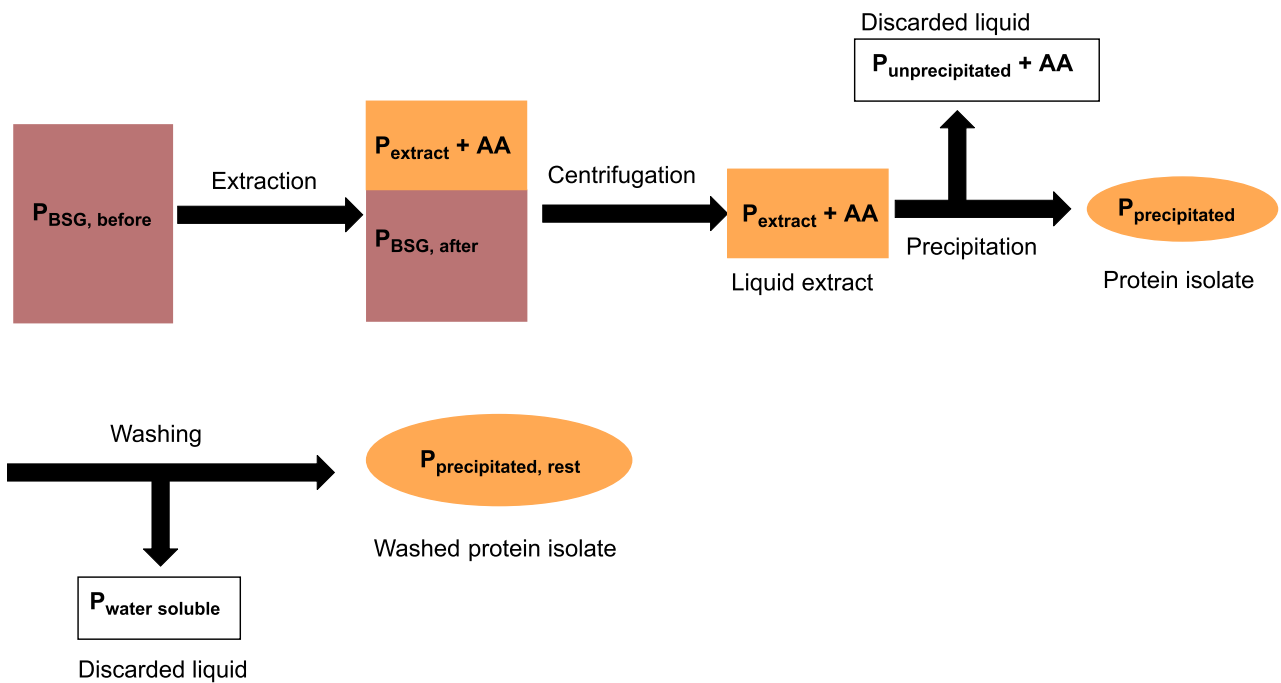 Discarded liquid
Punprecipitated + AA
PBSG, before
Extraction
Pextract + AA
PBSG, after
Centrifugation
Pextract + AA
Liquid extract
Precipitation
Pprecipitated
Protein isolate
Washing
Pprecipitated, rest
Washed protein isolate
Pwater soluble
Discarded liquid